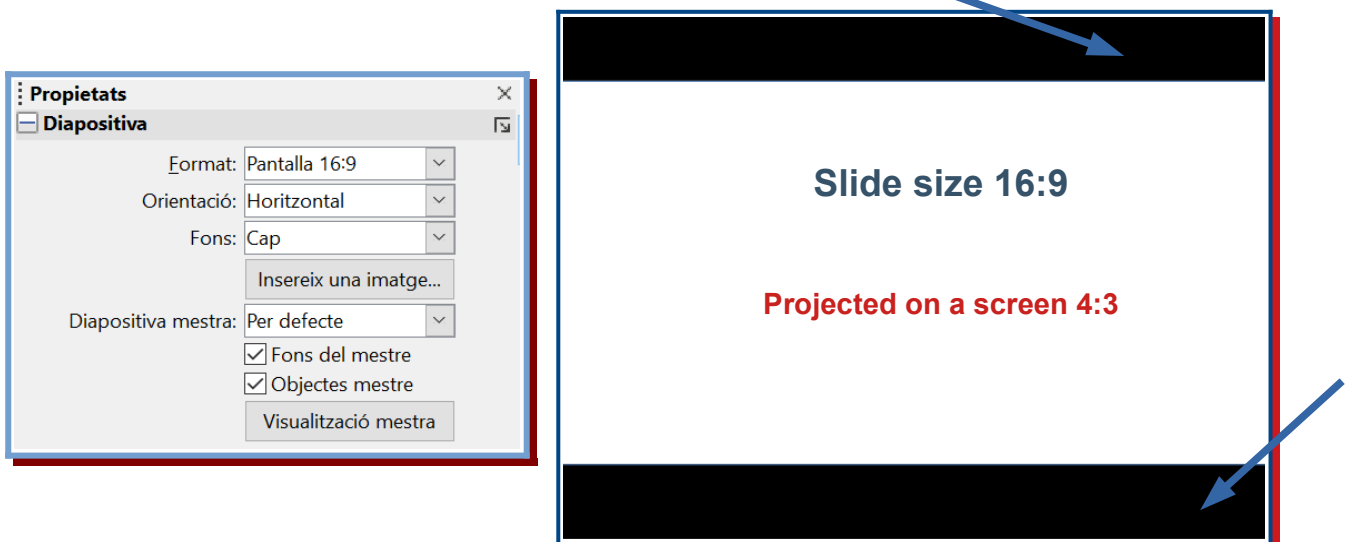 Propietats
Diapositiva
Format: Pantalla 16:9
Orientació: Horitzontal
Fons: Cap
Insereix una imatge...
Diapositiva mestra: Per defecte
Fons del mestre
Objectes mestre
Visualització mestra
Slide size 16:9
Projected on a screen 4:3